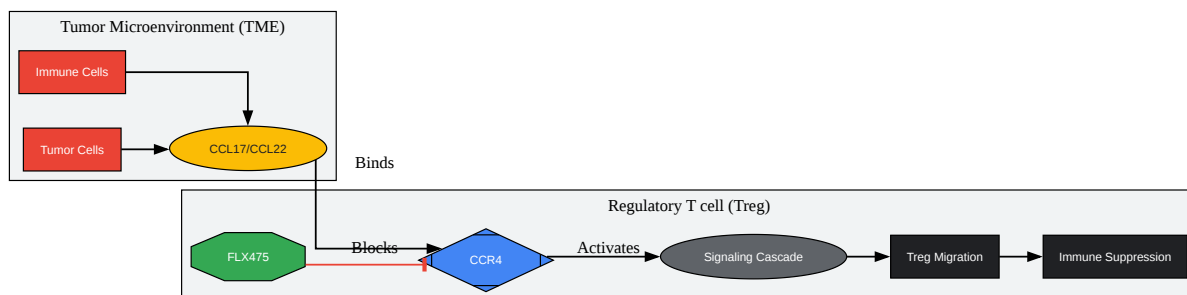 Tumor Microenvironment (TME)
Immune Cells
Tumor Cells
CCL17/CCL22
Binds
Regulatory T cell (Treg)
FLX475
Blocks
CCR4
Activates
Signaling Cascade
Treg Migration
Immune Suppression